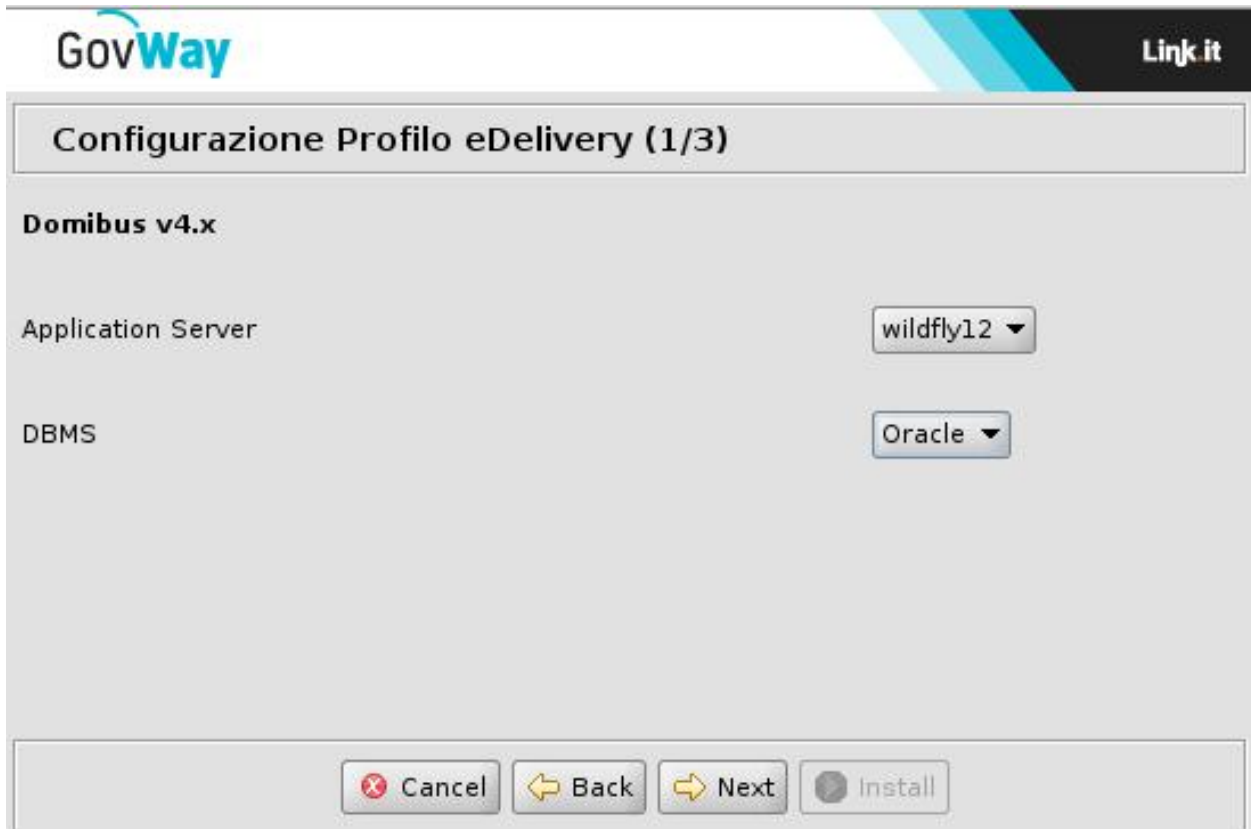 GovWay
Link.it
Configurazione Profilo eDelivery (1/3)
Domibus v4.x
Application Server
wildfly12
DBMS
Oracle
Cancel
Back
Next
Install